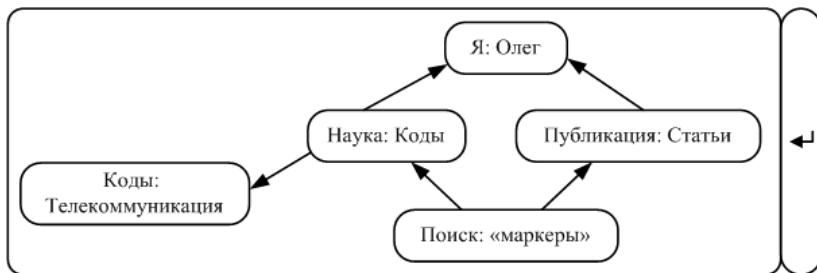 Я: Олег
Наука: Коды
Публикация: Статьи
Коды:
Телекоммуникация
Поиск: «маркеры»